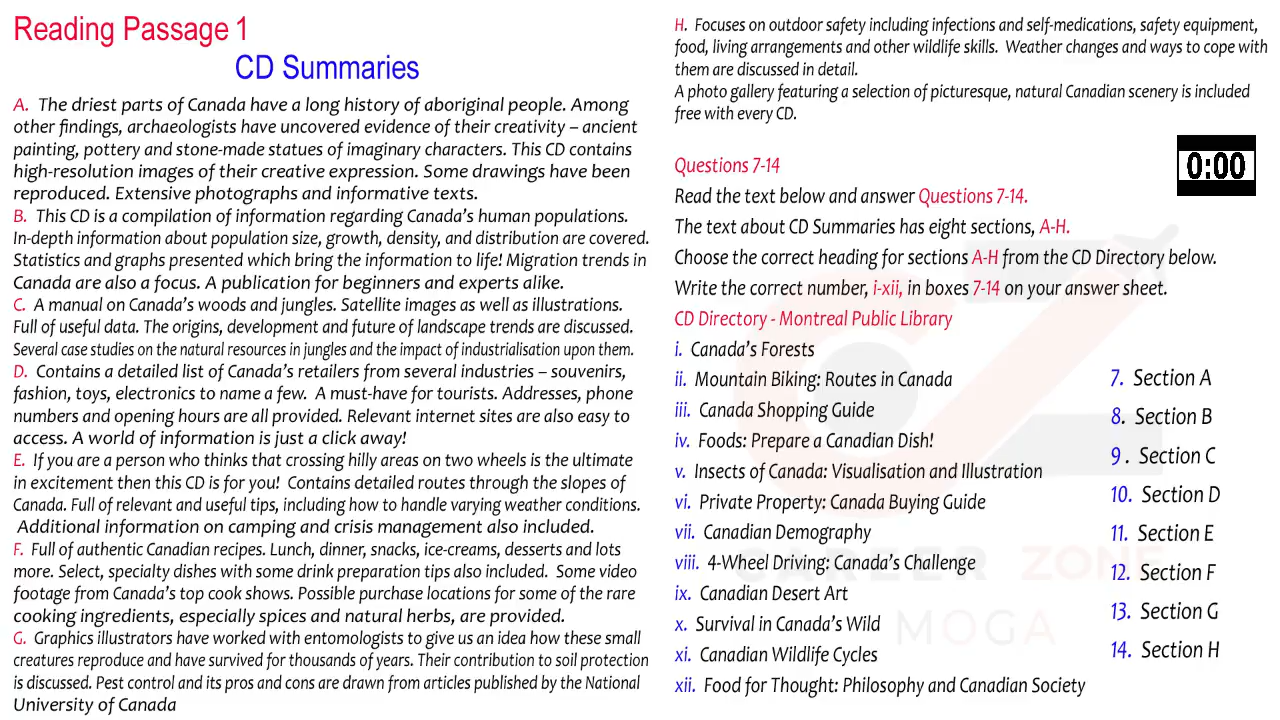 Reading Passage 1
CD Summaries
A. The driest parts of Canada have a long history of aboriginal people. Among
other findings, archaeologists have uncovered evidence of their creativity – ancient
painting, pottery and stone-made statues of imaginary characters. This CD contains
high-resolution images of their creative expression. Some drawings have been
reproduced. Extensive photographs and informative texts.
B. This CD is a compilation of information regarding Canada's human populations.
In-depth information about population size, growth, density, and distribution are covered.
Statistics and graphs presented which bring the information to life! Migration trends in
Canada are also a focus. A publication for beginners and experts alike.
C. A manual on Canada's woods and jungles. Satellite images as well as illustrations.
Full of useful data. The origins, development and future of landscape trends are discussed.
Several case studies on the natural resources in jungles and the impact of industrialisation upon them.
D. Contains a detailed list of Canada's retailers from several industries – souvenirs,
fashion, toys, electronics to name a few. A must-have for tourists. Addresses, phone
numbers and opening hours are all provided. Relevant internet sites are also easy to
access. A world of information is just a click away!
E. If you are a person who thinks that crossing hilly areas on two wheels is the ultimate
in excitement then this CD is for you! Contains detailed routes through the slopes of
Canada. Full of relevant and useful tips, including how to handle varying weather conditions.
Additional information on camping and crisis management also included.
F. Full of authentic Canadian recipes. Lunch, dinner, snacks, ice-creams, desserts and lots
more. Select, specialty dishes with some drink preparation tips also included. Some video
footage from Canada's top cook shows. Possible purchase locations for some of the rare
cooking ingredients, especially spices and natural herbs, are provided.
G. Graphics illustrators have worked with entomologists to give us an idea how these small
creatures reproduce and have survived for thousands of years. Their contribution to soil protection
is discussed. Pest control and its pros and cons are drawn from articles published by the National
University of Canada
H. Focuses on outdoor safety including infections and self-medications, safety equipment,
food, living arrangements and other wildlife skills. Weather changes and ways to cope with
them are discussed in detail.
A photo gallery featuring a selection of picturesque, natural Canadian scenery is included
free with every CD.
0:00
Questions 7-14
Read the text below and answer Questions 7-14.
The text about CD Summaries has eight sections, A-H.
Choose the correct heading for sections A-H from the CD Directory below.
Write the correct number, i-xii, in boxes 7-14 on your answer sheet.
CD Directory - Montreal Public Library
i. Canada's Forests
ii. Mountain Biking: Routes in Canada
iii. Canada Shopping Guide
iv. Foods: Prepare a Canadian Dish!
v. Insects of Canada: Visualisation and Illustration
vi. Private Property: Canada Buying Guide
vii. Canadian Demography
viii. 4-Wheel Driving: Canada's Challenge
ix. Canadian Desert Art
x. Survival in Canada's Wild
xi. Canadian Wildlife Cycles
xii. Food for Thought: Philosophy and Canadian Society
7. Section A
8. Section B
9 . Section C
10. Section D
11. Section E
12. Section F
13. Section G
14. Section H
CAREER ZONE
MOGA